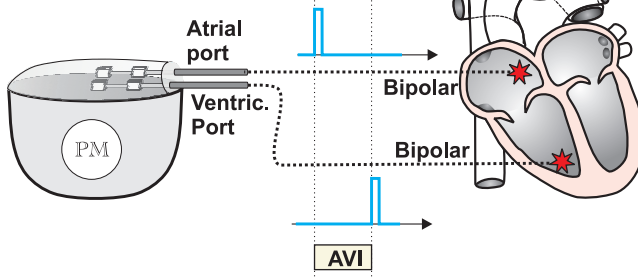 Atrial
port
Bipolar
Ventric.
Port
PM
Bipolar
AVI